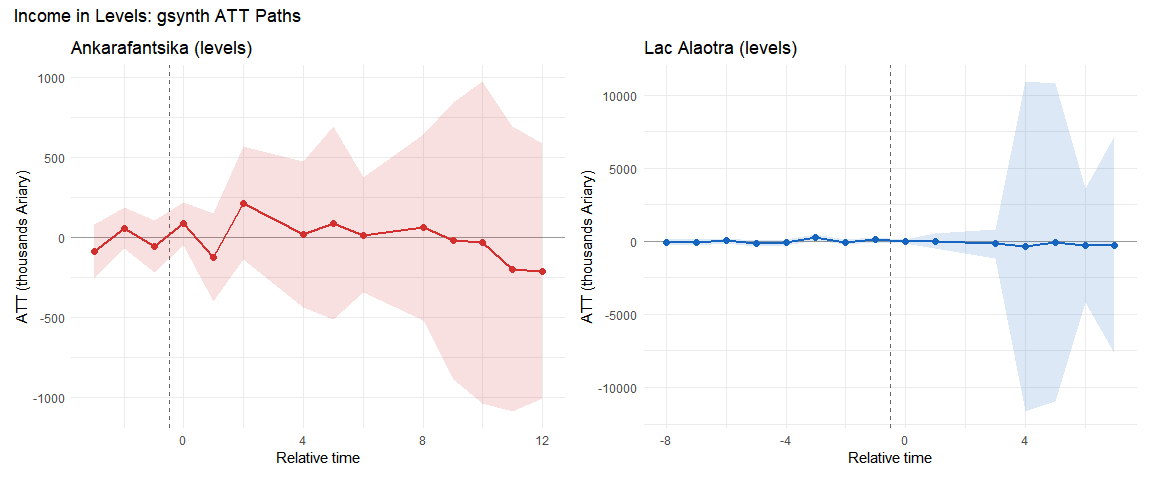 Income in Levels: gsynth ATT Paths
Ankarafantsika (levels)
ATT (thousands Ariary)
1000
500
0
-500
-1000
0
4
8
12
Relative time
Lac Alaotra (levels)
ATT (thousands Ariary)
10000
5000
0
-5000
-10000
-8
-4
0
4
Relative time